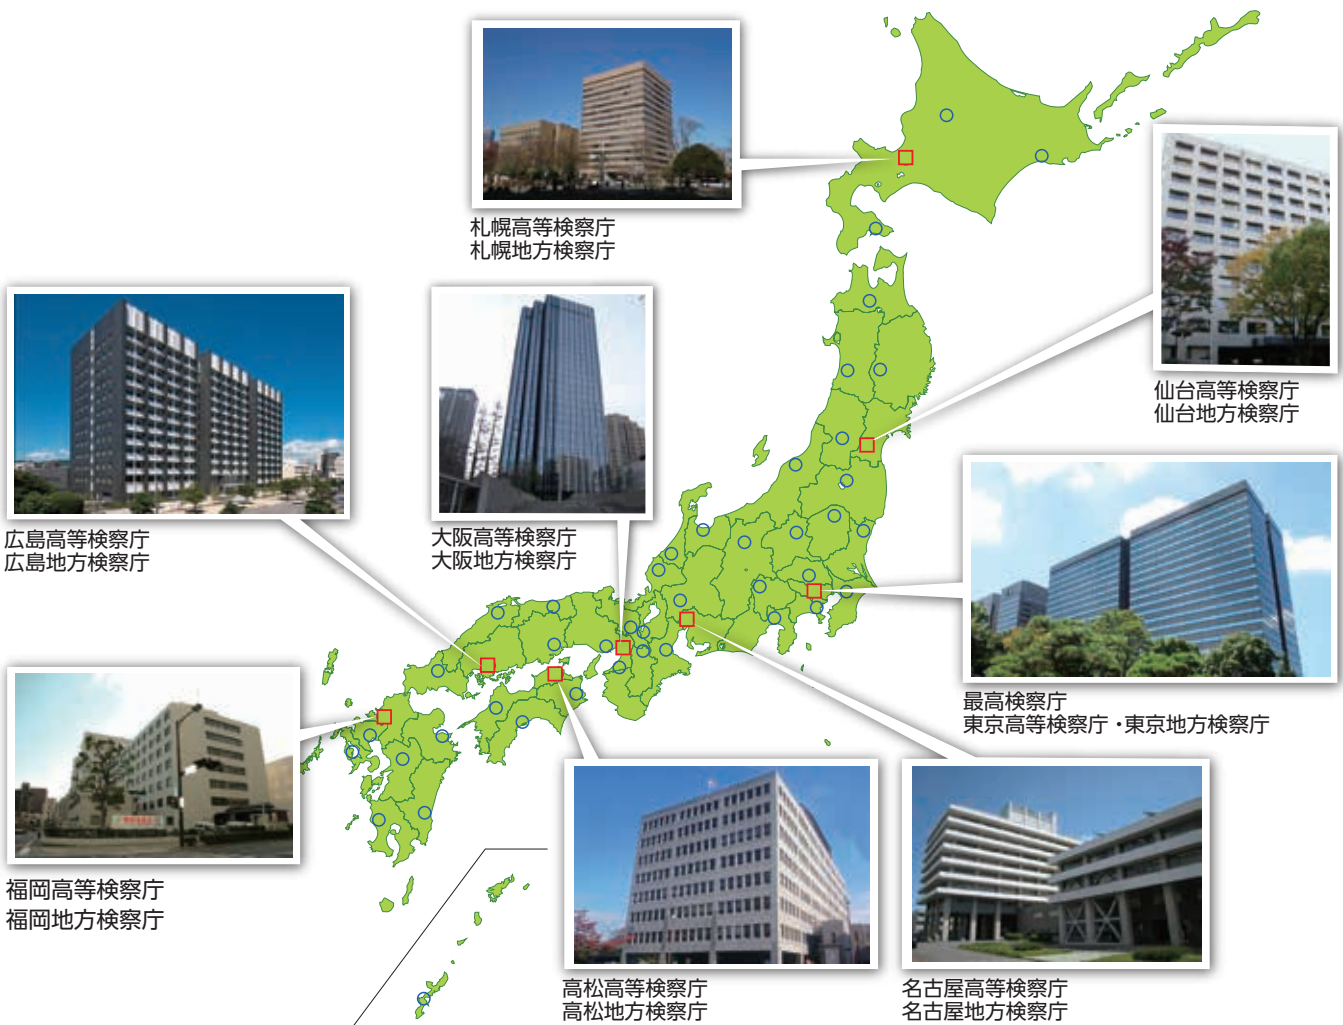 札幌高等検察庁
札幌地方検察庁
仙台高等検察庁
仙台地方検察庁
広島高等検察庁
広島地方検察庁
大阪高等検察庁
大阪地方検察庁
最高検察庁
東京高等検察庁・東京地方検察庁
福岡高等検察庁
福岡地方検察庁
高松高等検察庁
高松地方検察庁
名古屋高等検察庁
名古屋地方検察庁